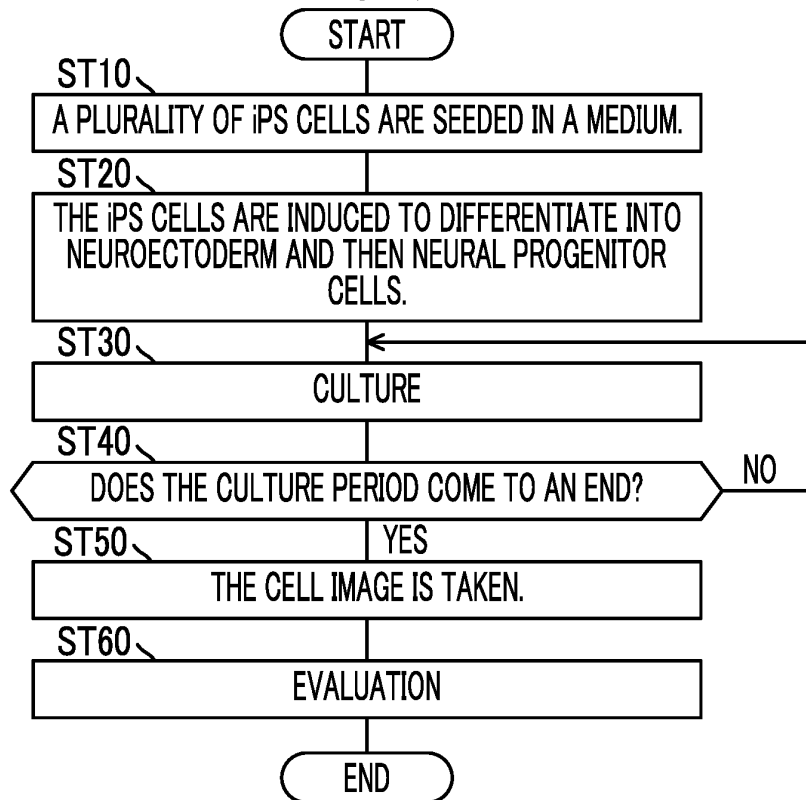 START
ST10
A PLURALITY OF iPS CELLS ARE SEEDED IN A MEDIUM.
ST20
THE iPS CELLS ARE INDUCED TO DIFFERENTIATE INTO
NEUROECTODERM AND THEN NEURAL PROGENITOR
CELLS.
ST30
CULTURE
ST40
DOES THE CULTURE PERIOD COME TO AN END?
NO
YES
ST50
THE CELL IMAGE IS TAKEN.
ST60
EVALUATION
END